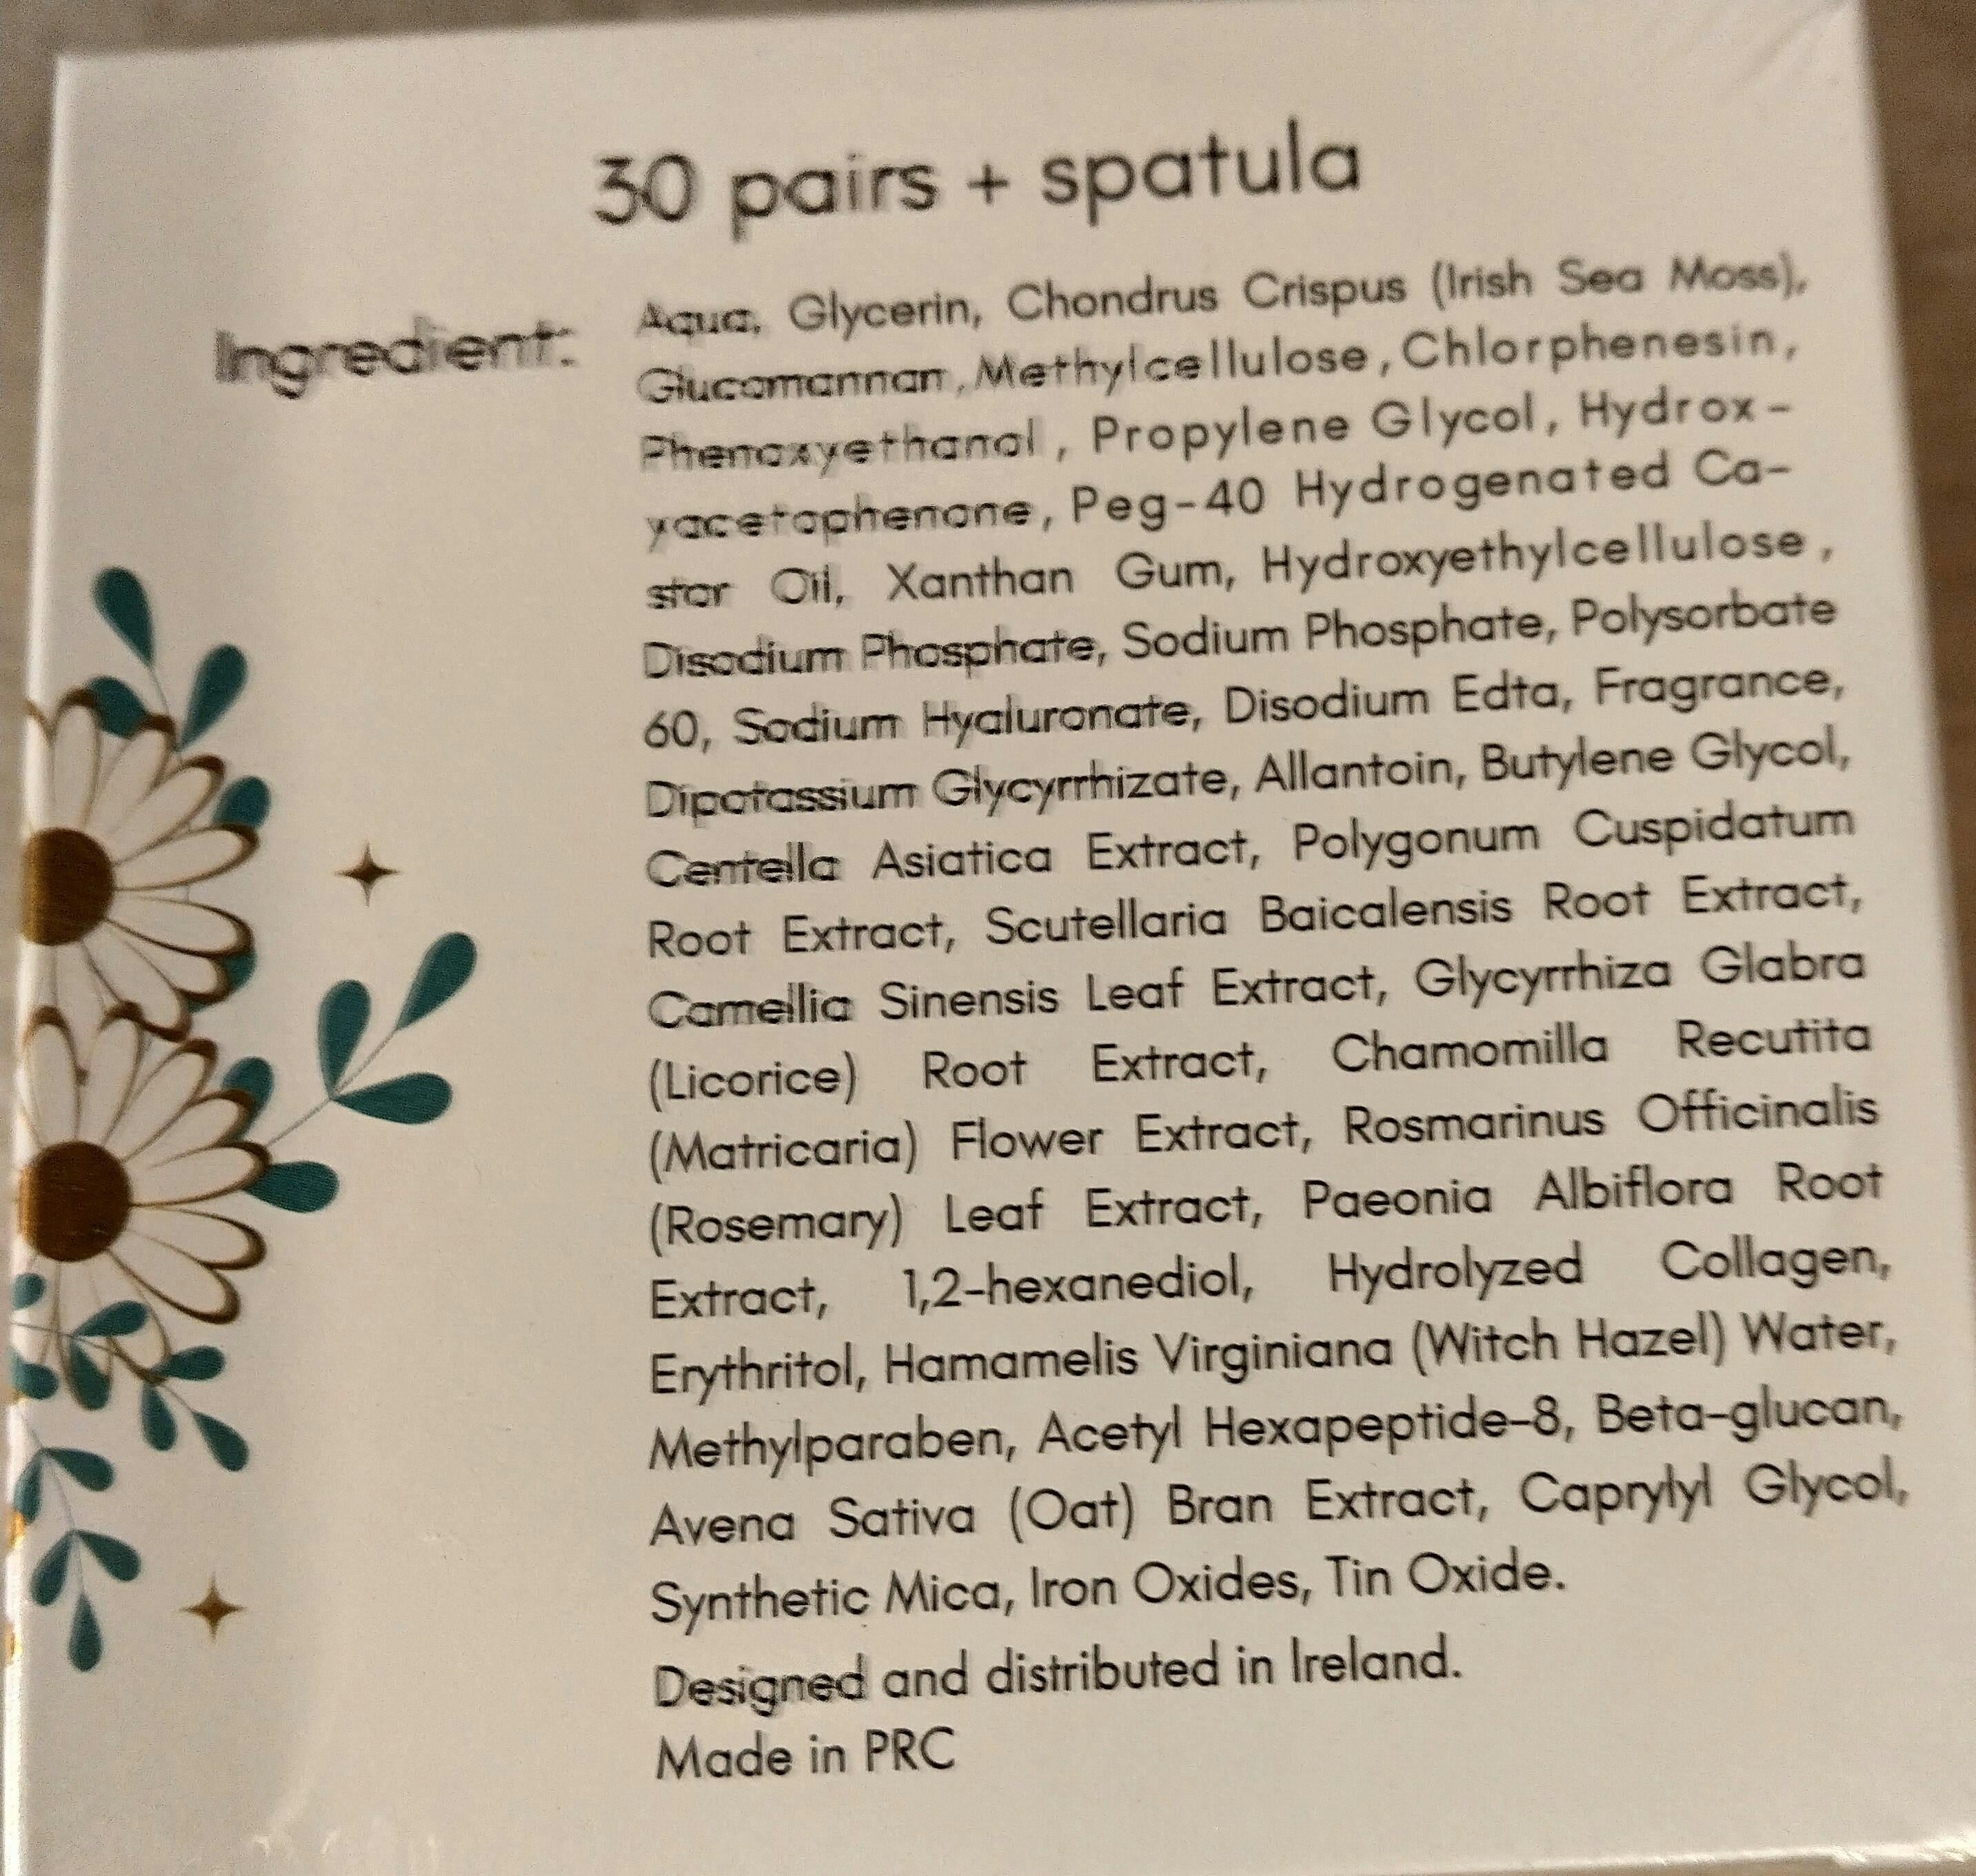 30 pairs + spatula
Ingredient:
Aqua, Glycerin, Chondrus Crispus (Irish Sea Moss),
Glucomannan, Methylcellulose, Chlorphenesin,
Phenoxyethanol, Propylene Glycol, Hydrox-
yacetophenone, Peg-40 Hydrogenated Ca-
stor Oil, Xanthan Gum, Hydroxyethylcellulose,
Disodium Phosphate, Sodium Phosphate, Polysorbate
60, Sodium Hyaluronate, Disodium Edta, Fragrance,
Dipotassium Glycyrrhizate, Allantoin, Butylene Glycol,
Centella Asiatica Extract, Polygonum Cuspidatum
Root Extract, Scutellaria Baicalensis Root Extract,
Camellia Sinensis Leaf Extract, Glycyrrhiza Glabra
(Licorice) Root Extract, Chamomilla Recutita
(Matricaria) Flower Extract, Rosmarinus Officinalis
(Rosemary) Leaf Extract, Paeonia Albiflora Root
Extract, 1,2-hexanediol, Hydrolyzed Collagen,
Erythritol, Hamamelis Virginiana (Witch Hazel) Water,
Methylparaben, Acetyl Hexapeptide-8, Beta-glucan,
Avena Sativa (Oat) Bran Extract, Caprylyl Glycol,
Synthetic Mica, Iron Oxides, Tin Oxide.
Designed and distributed in Ireland.
Made in PRC